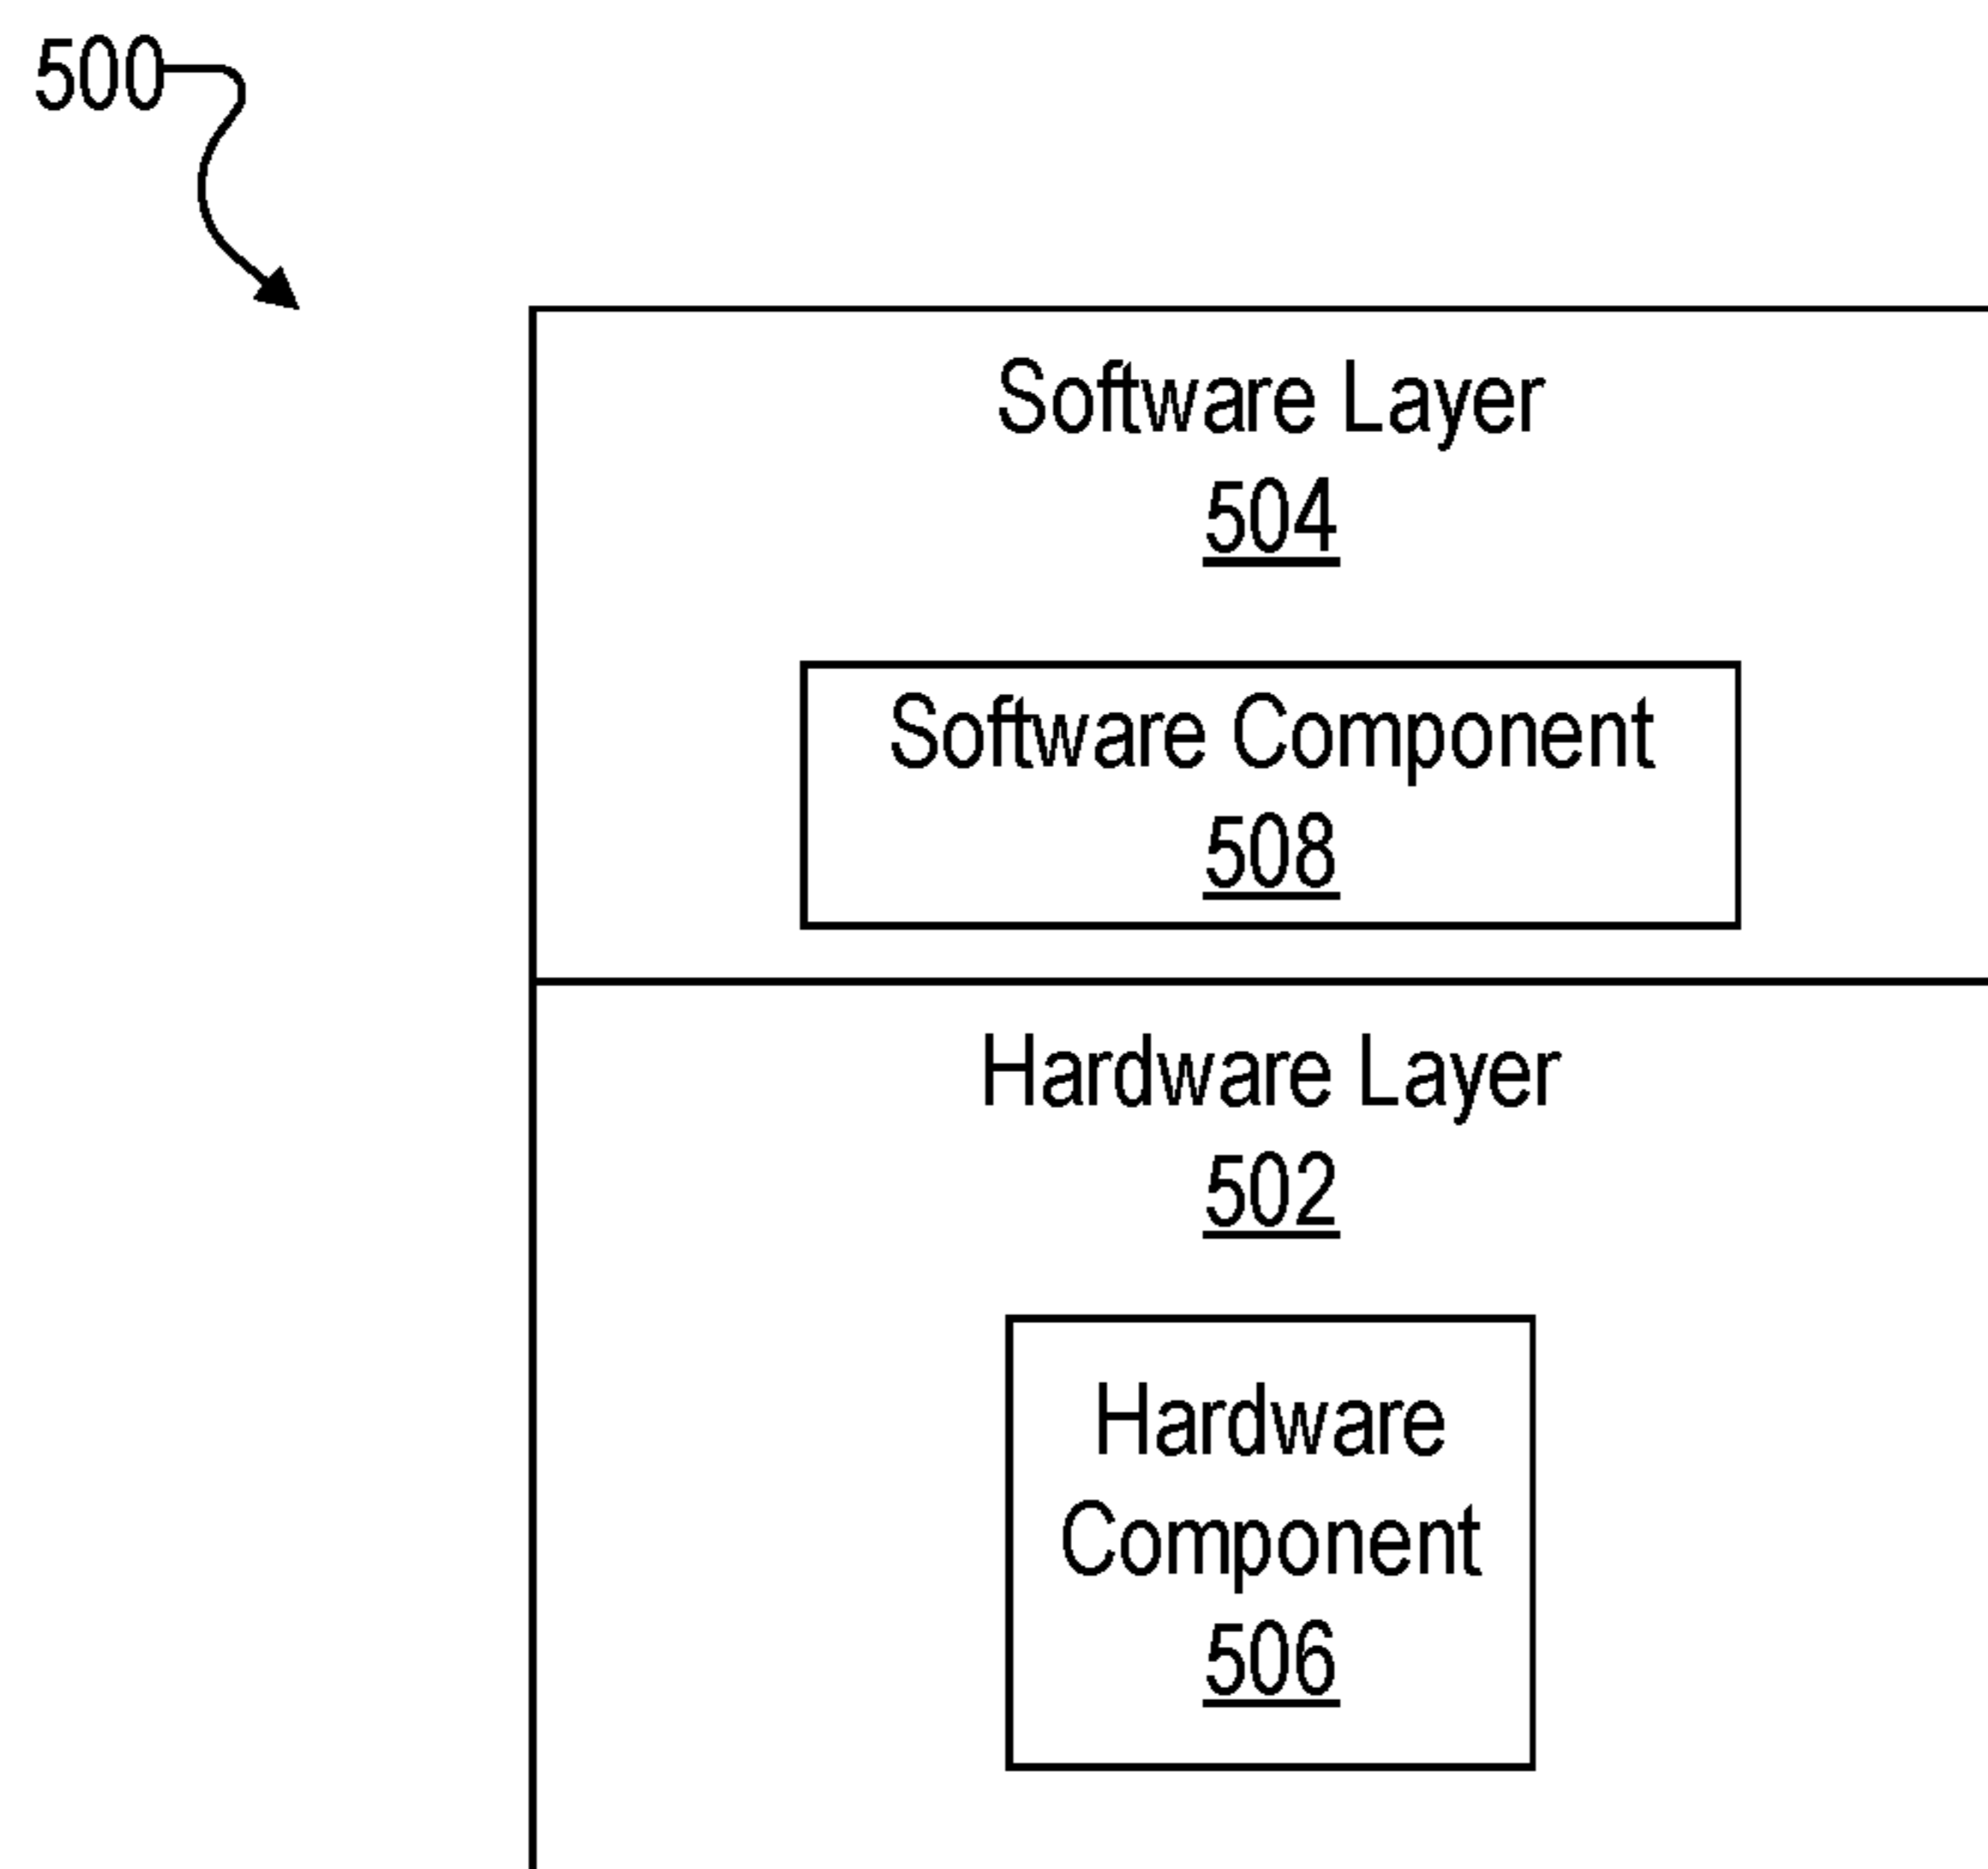 500
Software Layer
504
Software Component
508
Hardware Layer
502
Hardware
Component
506